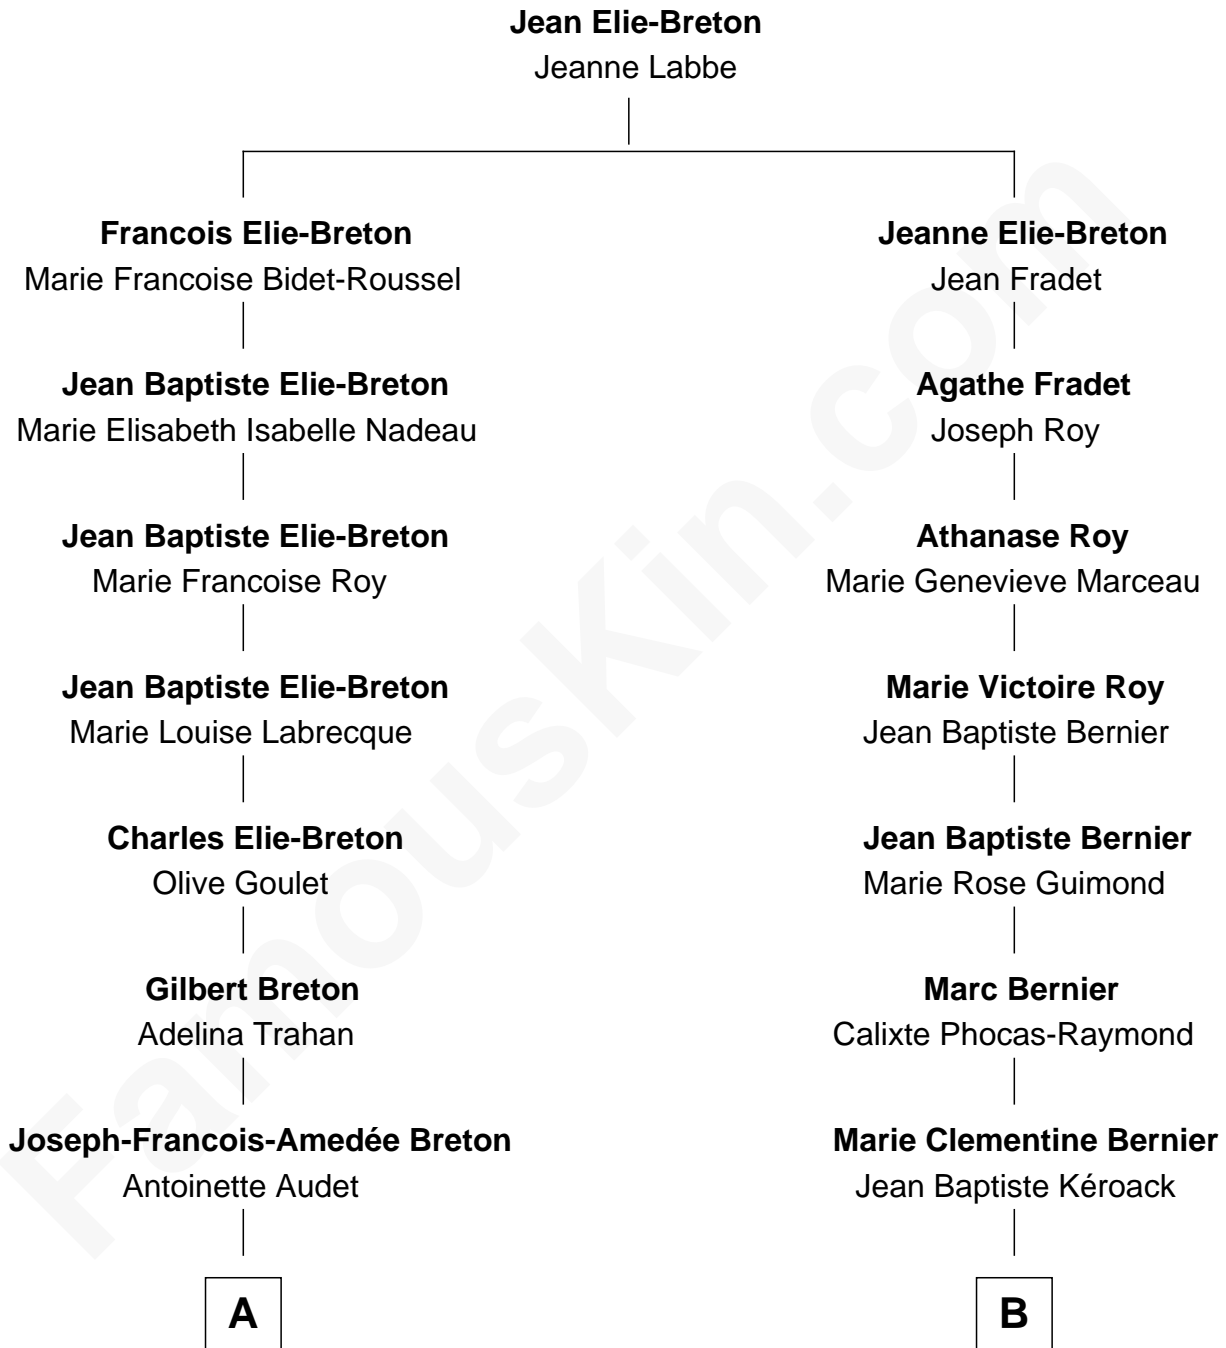 Jean Elie-Breton
Jeanne Labbe
Francois Elie-Breton
Marie Francoise Bidet-Roussel
Jean Baptiste Elie-Breton
Marie Elisabeth Isabelle Nadeau
Jean Baptiste Elie-Breton
Marie Francoise Roy
Jean Baptiste Elie-Breton
Marie Louise Labrecque
Charles Elie-Breton
Olive Goulet
Gilbert Breton
Adelina Trahan
Joseph-Francois-Amedée Breton
Antoinette Audet
A
Jeanne Elie-Breton
Jean Fradet
Agathe Fradet
Joseph Roy
Athanase Roy
Marie Genevieve Marceau
Marie Victoire Roy
Jean Baptiste Bernier
Jean Baptiste Bernier
Marie Rose Guimond
Marc Bernier
Calixte Phocas-Raymond
Marie Clementine Bernier
Jean Baptiste Kéroack
B
FamousKin.com